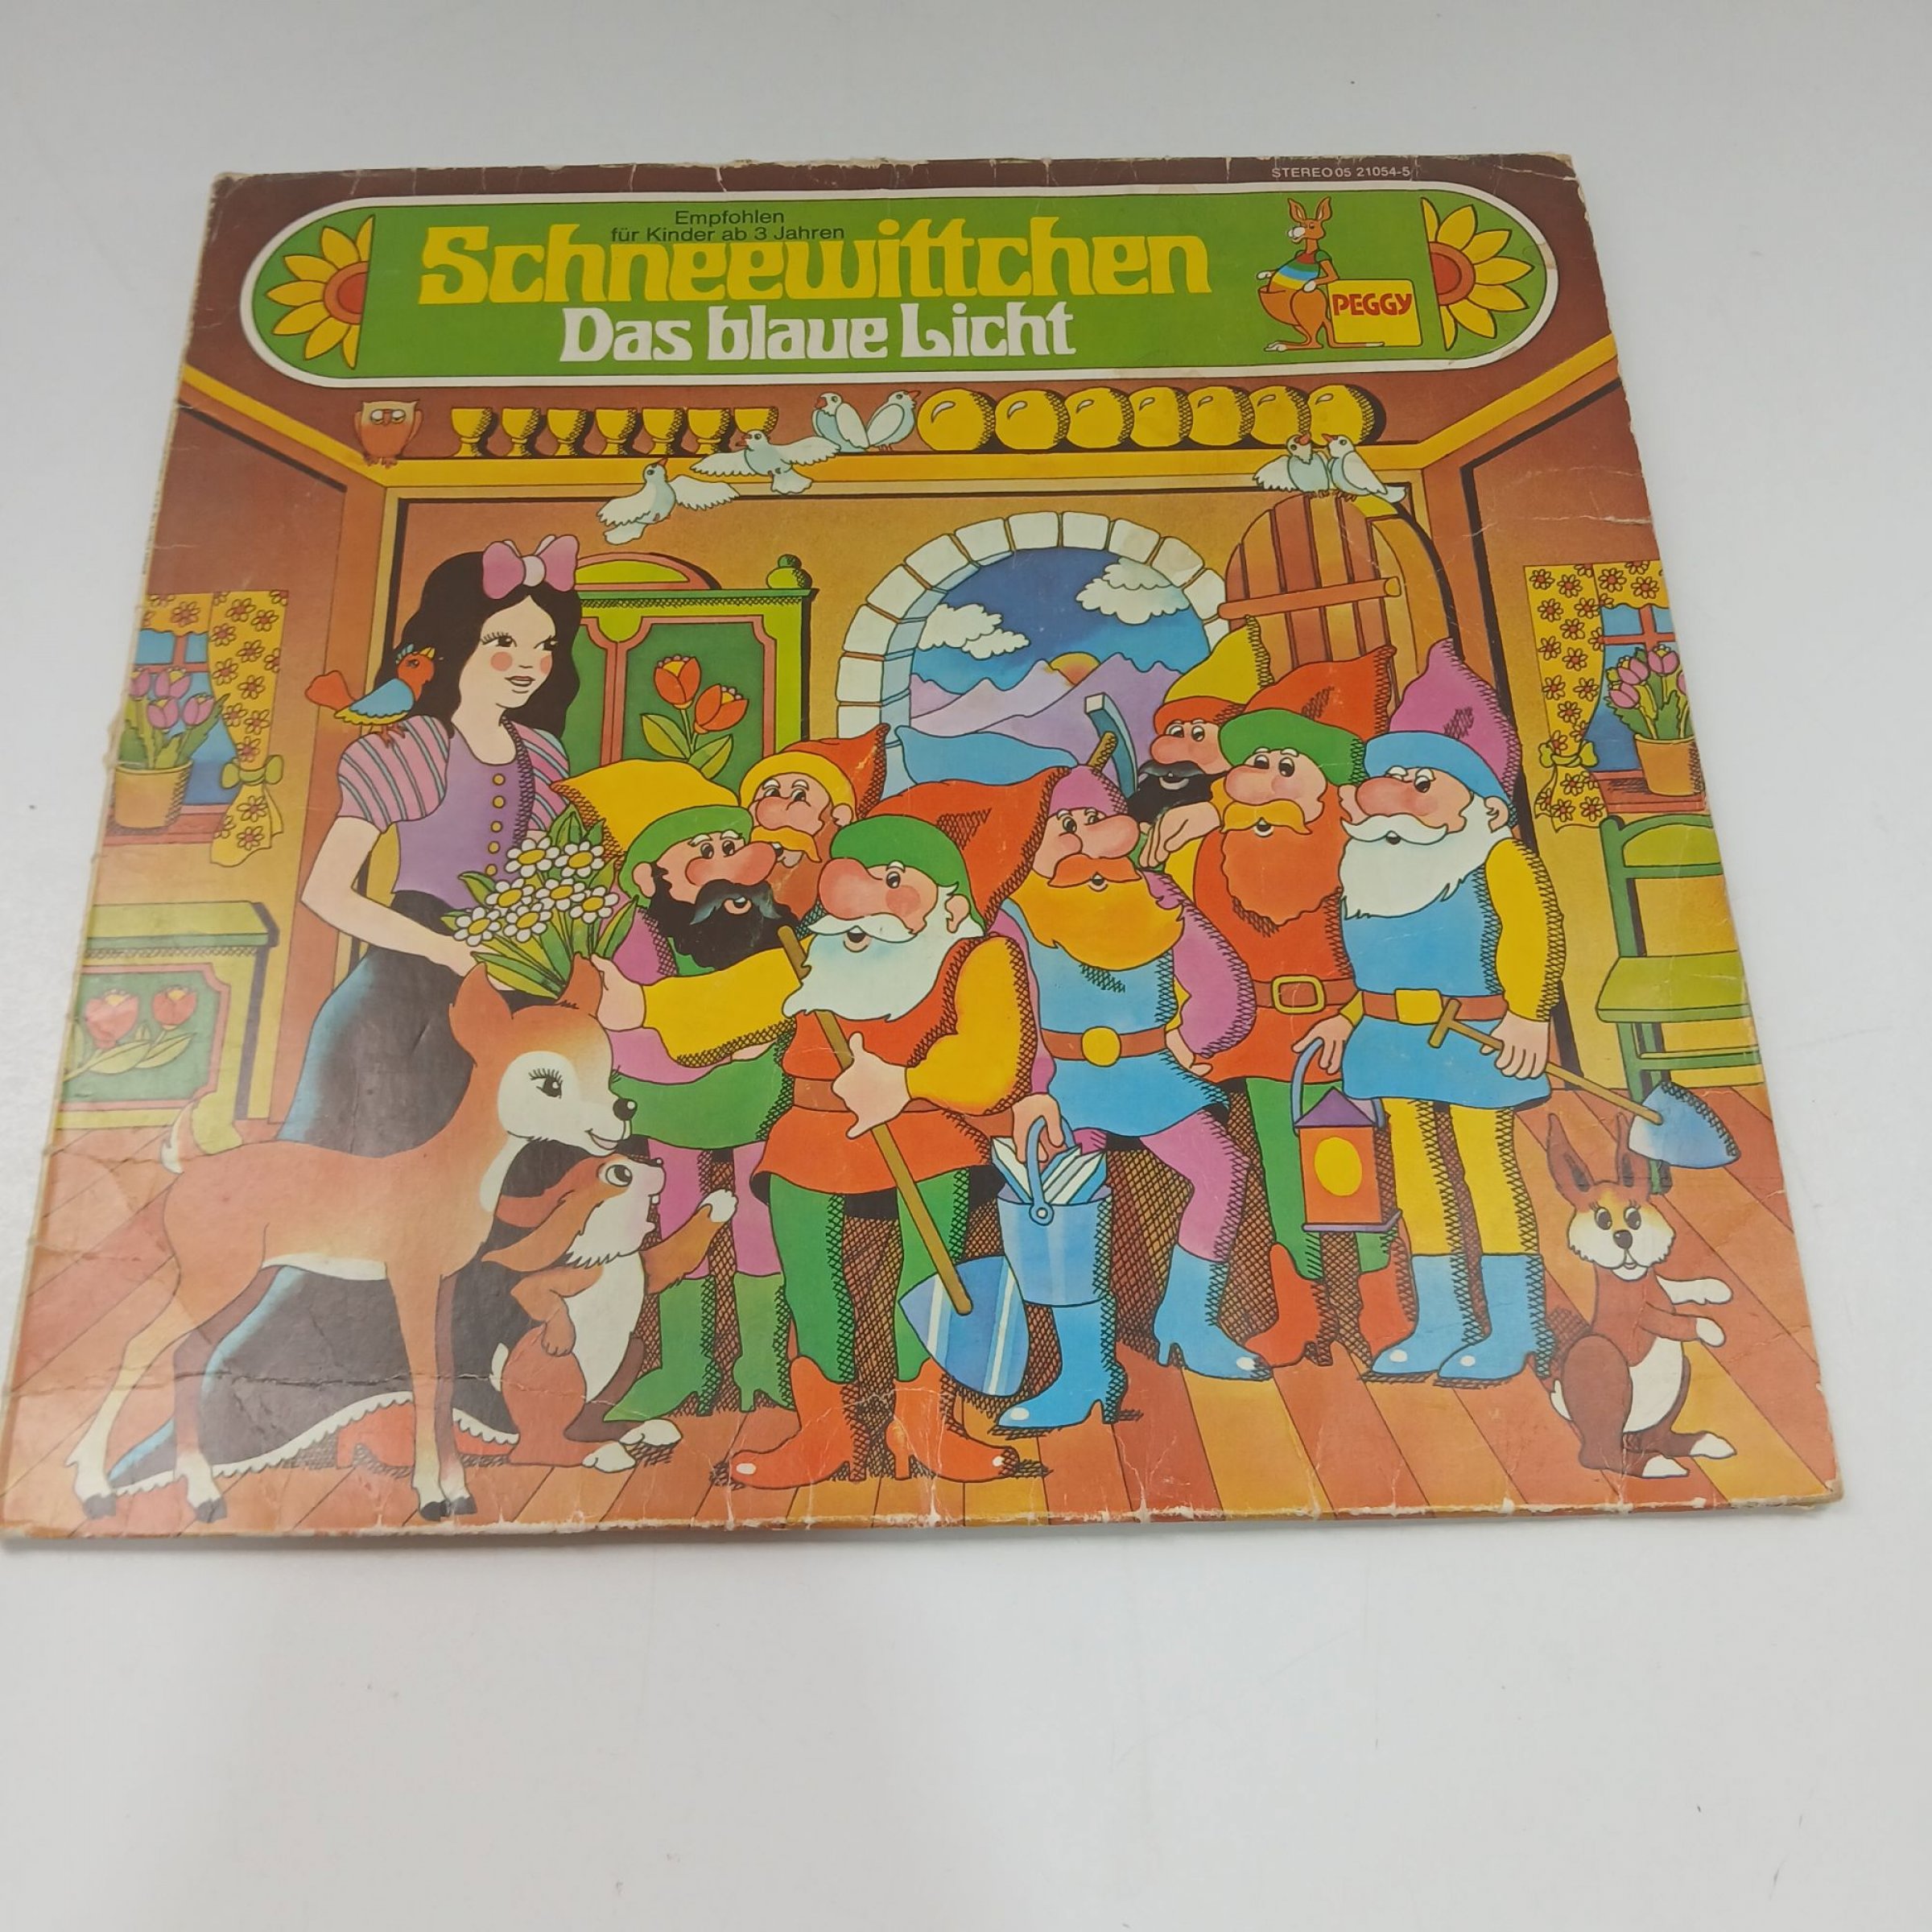 STEREO 05 21054-5
Empfohlen
für Kinder ab 3 Jahren
Schneewittchen
Das blaue Licht
PEGGY